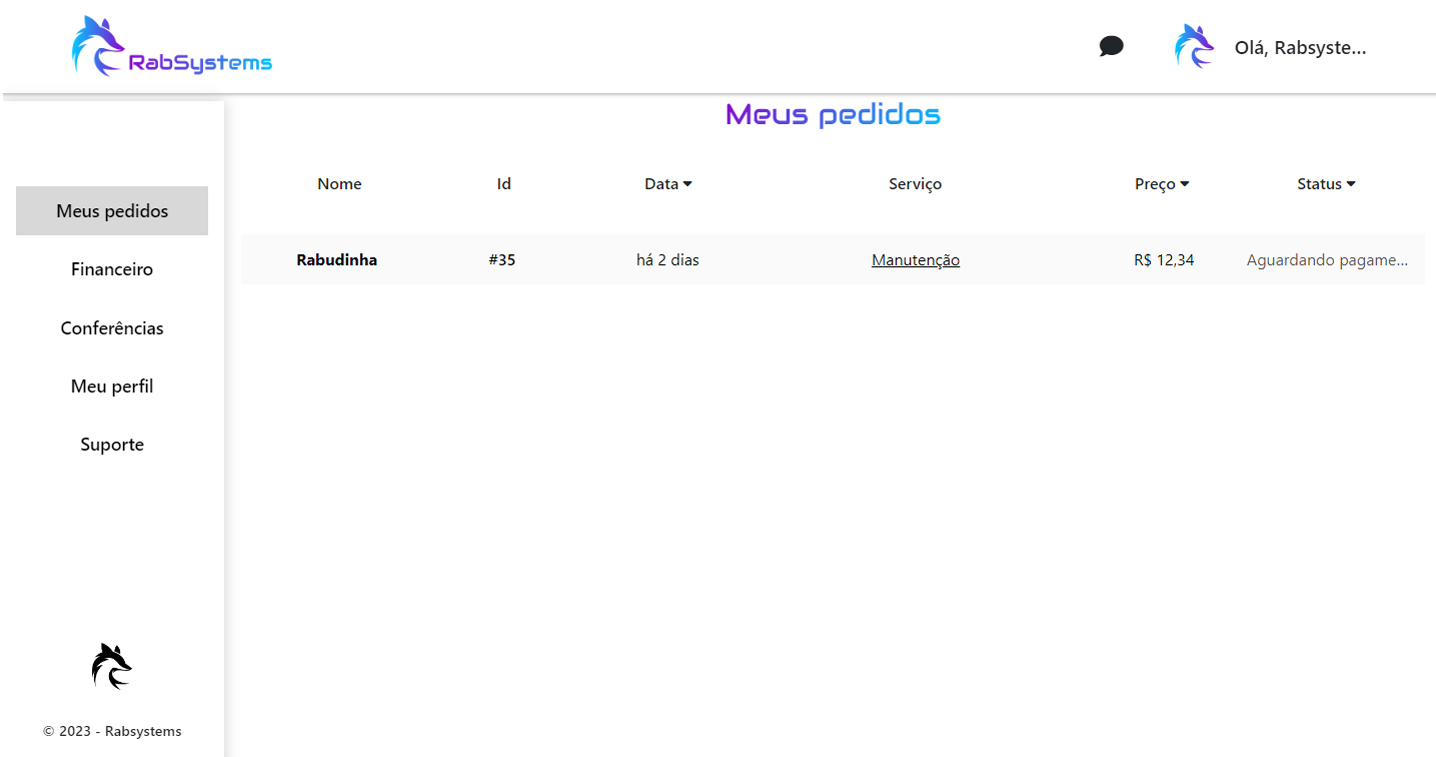 RabSystems
Olá, Rabsyste...
Meus pedidos
Nome Id Data Serviço Preço Status
Rabudinha #35 há 2 dias Manutenção R$ 12,34 Aguardando pagame...
Meus pedidos
Financeiro
Conferências
Meu perfil
Suporte
© 2023 - Rabsystems